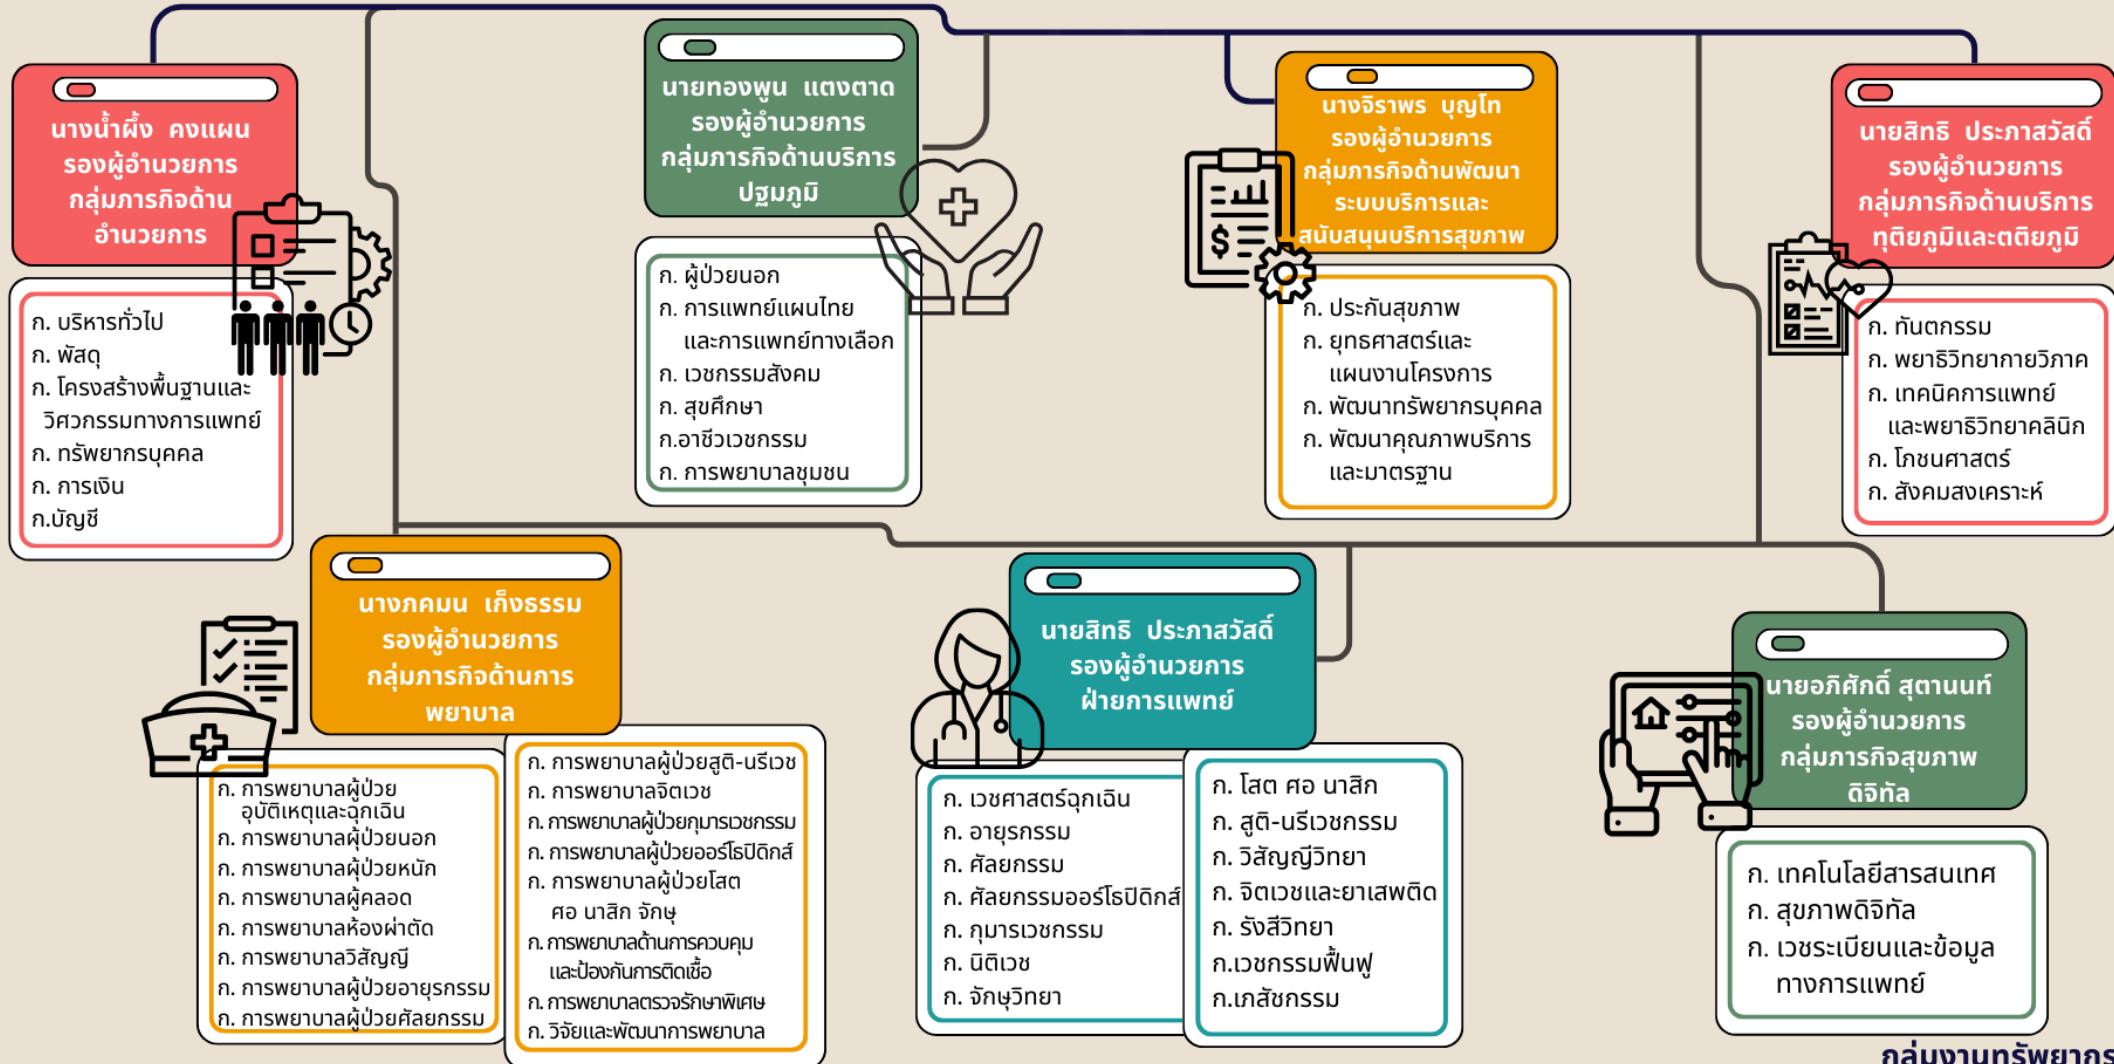 นางน้ำผึ้ง คงแผน
รองผู้อำนวยการ
กลุ่มภารกิจด้าน
อำนวยการ
ก. บริหารทั่วไป
ก. พัสดุ
ก. โครงสร้างพื้นฐานและ
วิศวกรรมทางการแพทย์
ก. ทรัพยากรบุคคล
ก. การเงิน
ก.บัญชี
นายทองพูน แตงตาด
รองผู้อำนวยการ
กลุ่มภารกิจด้านบริการ
ปฐมภูมิ
ก. ผู้ป่วยนอก
ก. การแพทย์แผนไทย
และการแพทย์ทางเลือก
ก. เวชกรรมสังคม
ก. สุขศึกษา
ก.อาชีวเวชกรรม
ก. การพยาบาลชุมชน
นางจิราพร บุญโท
รองผู้อำนวยการ
กลุ่มภารกิจด้านพัฒนา
ระบบบริการและ
สนับสนุนบริการสุขภาพ
ก. ประกันสุขภาพ
ก. ยุทธศาสตร์และ
แผนงานโครงการ
ก. พัฒนาทรัพยากรบุคคล
ก. พัฒนาคุณภาพบริการ
และมาตรฐาน
นายสิทธิ ประภาสวัสดิ์
รองผู้อำนวยการ
กลุ่มภารกิจด้านบริการ
ทุติยภูมิและตติยภูมิ
ก. ทันตกรรม
ก. พยาธิวิทยากายวิภาค
ก. เทคนิคการแพทย์
และพยาธิวิทยาคลินิก
ก. โภชนศาสตร์
ก. สังคมสงเคราะห์
นางภคมน เก็งธรรม
รองผู้อำนวยการ
กลุ่มภารกิจด้านการ
พยาบาล
ก. การพยาบาลผู้ป่วย
อุบัติเหตุและฉุกเฉิน
ก. การพยาบาลผู้ป่วยนอก
ก. การพยาบาลผู้ป่วยหนัก
ก. การพยาบาลผู้คลอด
ก. การพยาบาลห้องผ่าตัด
ก. การพยาบาลวิสัญญี
ก. การพยาบาลผู้ป่วยอายุรกรรม
ก. การพยาบาลผู้ป่วยศัลยกรรม
ก. การพยาบาลผู้ป่วยสูติ-นรีเวช
ก. การพยาบาลจิตเวช
ก. การพยาบาลผู้ป่วยกุมารเวชกรรม
ก. การพยาบาลผู้ป่วยออร์โธปิดิกส์
ก. การพยาบาลผู้ป่วยโสต
ศอ นาสิก จักษุ
ก. การพยาบาลด้านการควบคุม
และป้องกันการติดเชื้อ
ก. การพยาบาลตรวจรักษาพิเศษ
ก. วิจัยและพัฒนาการพยาบาล
นายสิทธิ ประภาสวัสดิ์
รองผู้อำนวยการ
ฝ่ายการแพทย์
ก. เวชศาสตร์ฉุกเฉิน
ก. อายุรกรรม
ก. ศัลยกรรม
ก. ศัลยกรรมออร์โธปิดิกส์
ก. กุมารเวชกรรม
ก. นิติเวช
ก. จักษุวิทยา
ก. โสต ศอ นาสิก
ก. สูติ-นรีเวชกรรม
ก. วิสัญญีวิทยา
ก. จิตเวชและยาเสพติด
ก. รังสีวิทยา
ก.เวชกรรมฟื้นฟู
ก.เภสัชกรรม
นายอภิศักดิ์ สุตานนท์
รองผู้อำนวยการ
กลุ่มภารกิจสุขภาพ
ดิจิทัล
ก. เทคโนโลยีสารสนเทศ
ก. สุขภาพดิจิทัล
ก. เวชระเบียนและข้อมูล
ทางการแพทย์
กลุ่มงานทรัพยากร